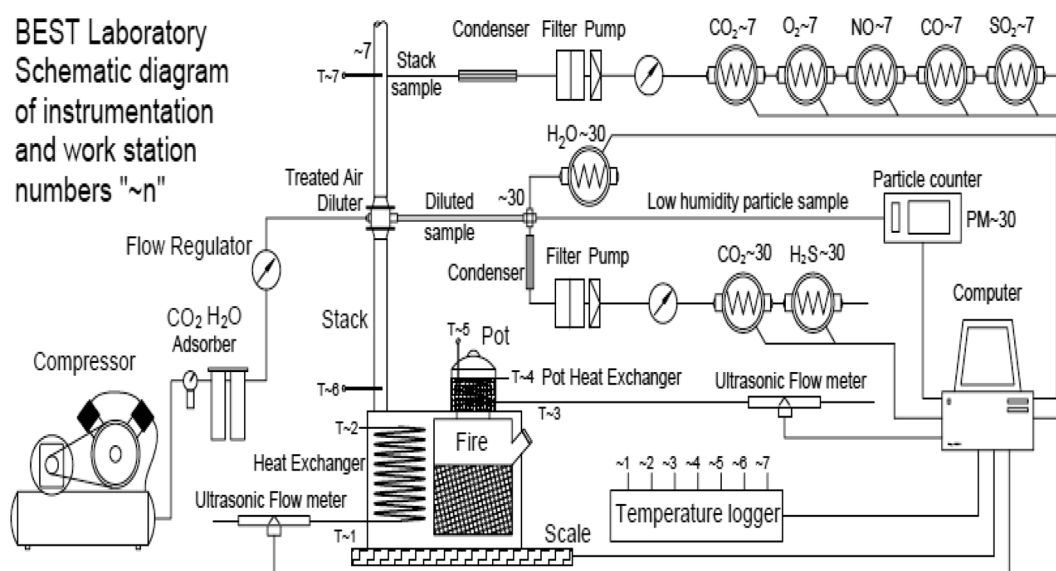 BEST Laboratory
Schematic diagram
of instrumentation
and work station
numbers "~n"
~7
T~7
Stack
sample
Condenser
Filter Pump
CO₂~7 O₂~7 NO~7 CO~7 SO₂~7
H₂O~30
Treated Air
Diluter
Diluted
sample
~30
Low humidity particle sample
Particle counter
PM~30
Flow Regulator
Condenser
Filter Pump
CO₂~30 H₂S~30
Computer
CO₂ H₂O
Adsorber
Stack
Compressor
T~5
Pot
T~4 Pot Heat Exchanger
T~3
Ultrasonic Flow meter
T~6
T~2
Fire
Heat Exchanger
Ultrasonic Flow meter
T~1
~1 ~2 ~3 ~4 ~5 ~6 ~7
Temperature logger
Scale